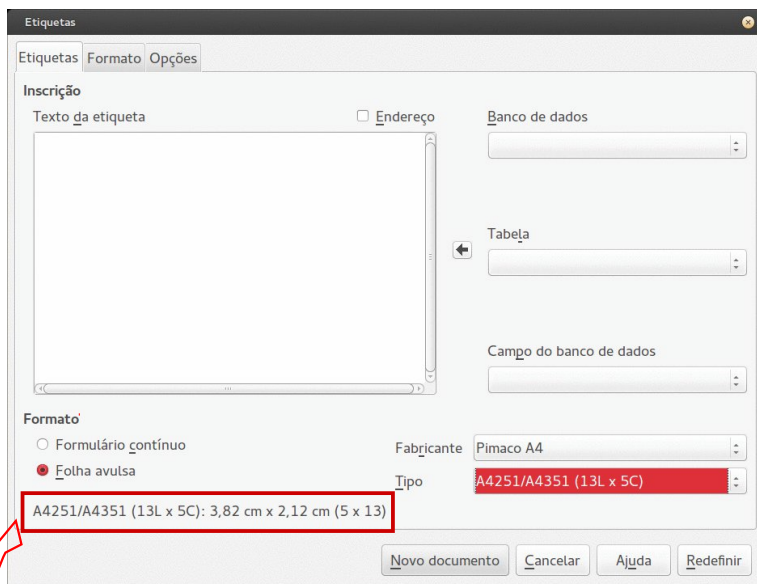 Etiquetas
Etiquetas Formato Opções
Inscrição
Texto da etiqueta
Endereço
Banco de dados
Tabela
Campo do banco de dados
Formato
Formulário contínuo
Folha avulsa
Fabricante Pimaco A4
Tipo A4251/A4351 (13L x 5C)
A4251/A4351 (13L x 5C): 3,82 cm x 2,12 cm (5 x 13)
Novo documento Cancelar Ajuda Redefinir